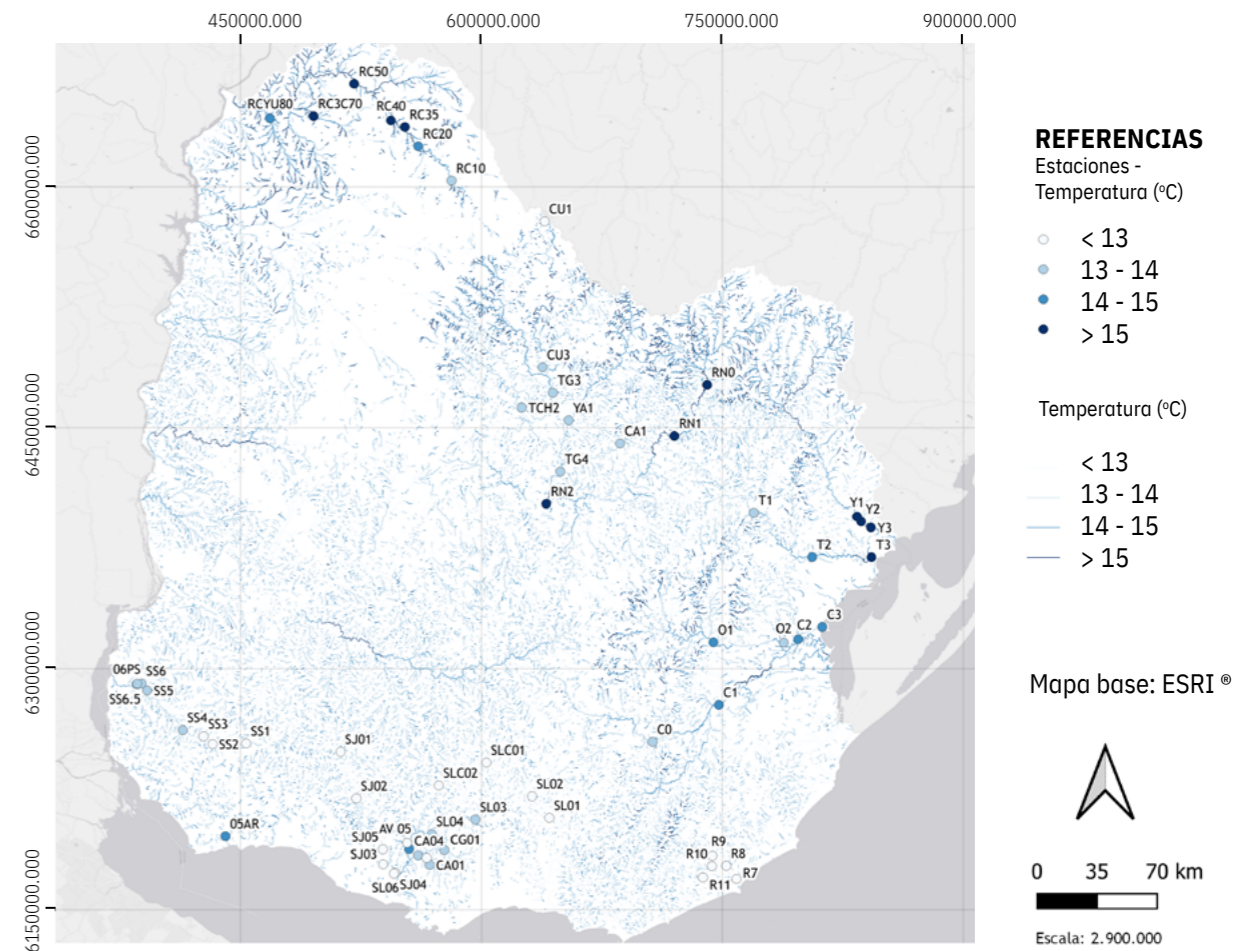 450000.000
600000.000
750000.000
900000.000
6600000.000
6450000.000
6300000.000
6150000.000
RC50
RCYU80
RC3C70
RC40
RC35
RC20
RC10
CU1
CU3
TG3
TCH2
YA1
CA1
TG4
RN2
RN0
RN1
T1
Y1
Y2
Y3
T2
T3
O1
O2
C2
C3
C1
C0
06PS
SS6
SS6.5
SS5
SS4
SS3
SS2
SS1
SJ01
SJ02
SLC01
SLC02
SL02
SL01
SL03
05AR
SL04
AV 05
SJ05
CA04
CG01
SJ03
CA01
SL06
SJ04
R9
R10
R8
R11
R7
REFERENCIAS
Estaciones -
Temperatura (ºC)
< 13
13 - 14
14 - 15
> 15
Temperatura (ºC)
< 13
13 - 14
14 - 15
> 15
Mapa base: ESRI ®
0 35 70 km
Escala: 2.900.000